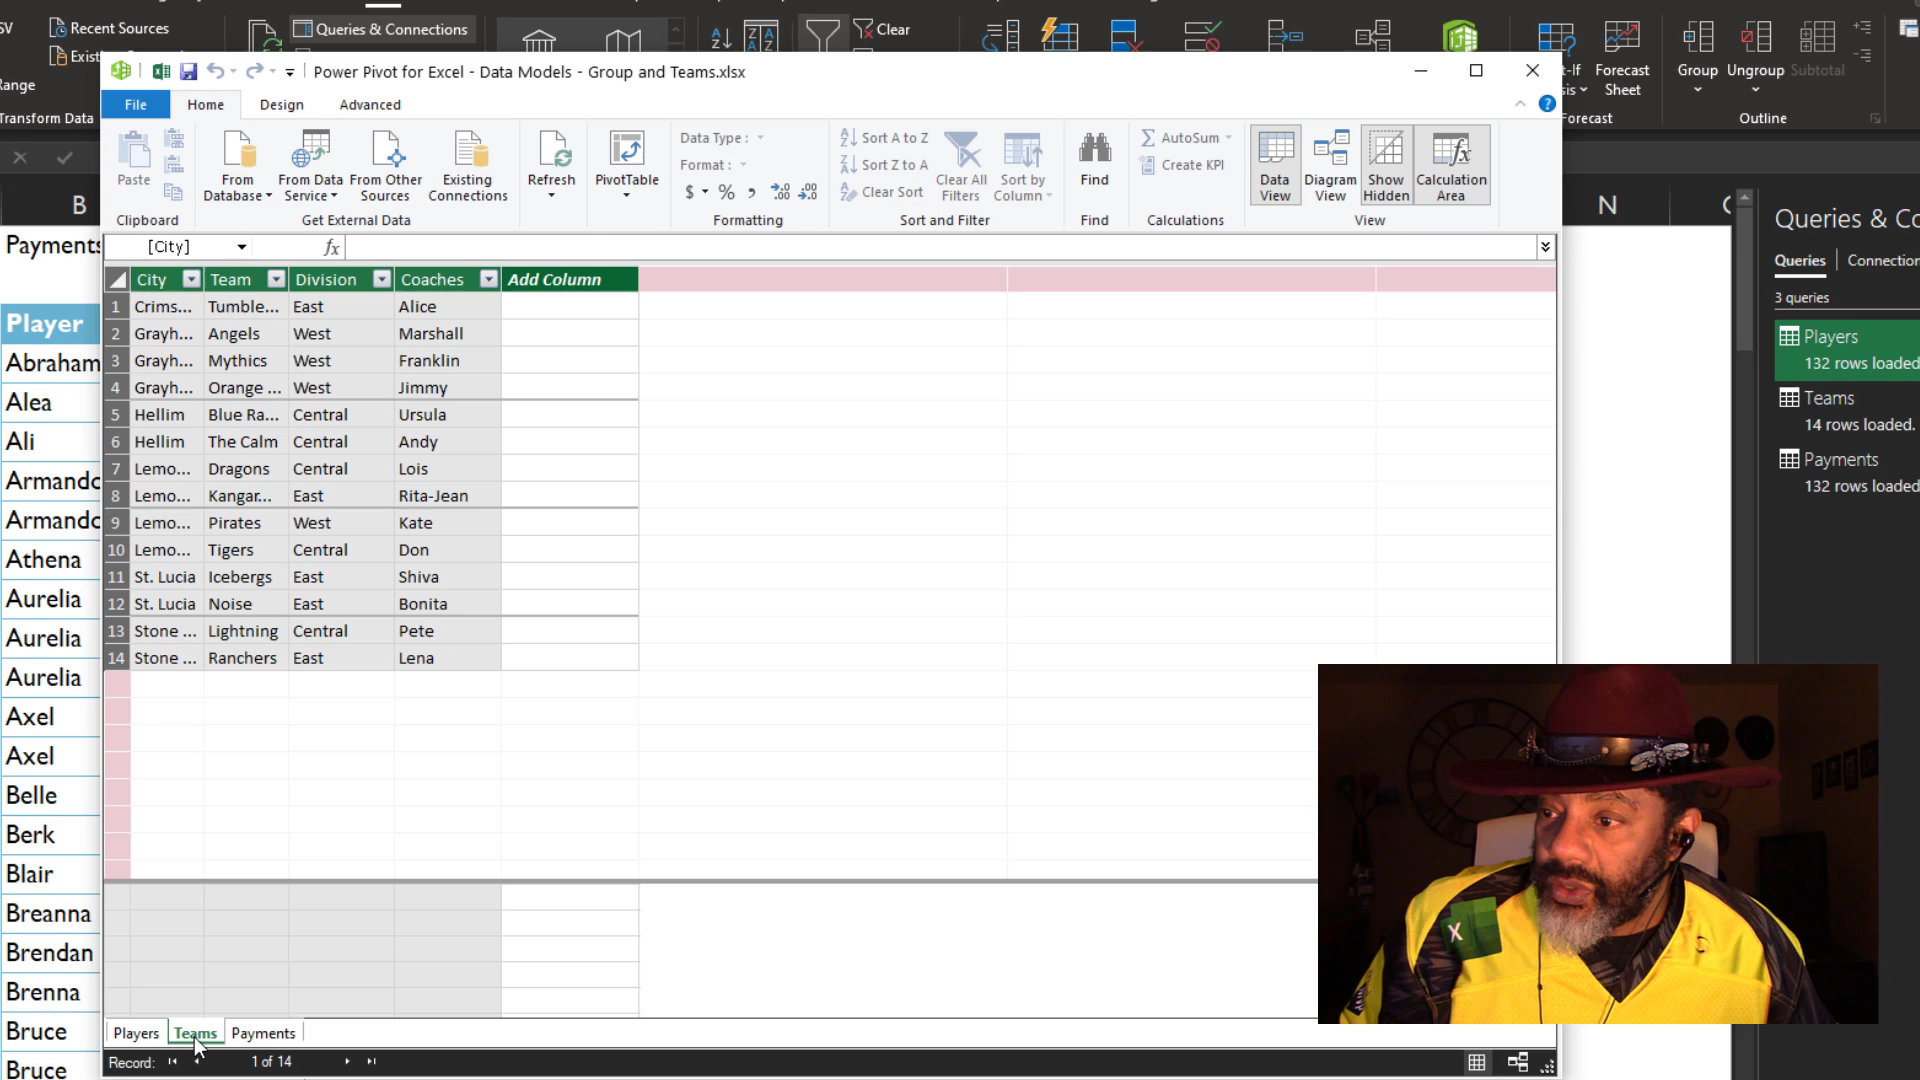 SV
Recent Sources
Exist
Range
Transform Data
Queries & Connections
Clear
t-If
sis
Forecast
Sheet
Forecast
Group
Ungroup
Subtotal
Outline
Power Pivot for Excel - Data Models - Group and Teams.xlsx
File
Home
Design
Advanced
Paste
Clipboard
From
Database
From Data
Service
From Other
Sources
Existing
Connections
Get External Data
Refresh
PivotTable
Data Type :
Format :
$ % ,
Formatting
Sort A to Z
Sort Z to A
Clear Sort
Clear All
Filters
Sort by
Column
Sort and Filter
Find
Find
AutoSum
Create KPI
Calculations
Data
View
Diagram
View
Show
Hidden
Calculation
Area
View
[City]
fx
City Team Division Coaches Add Column
1 Crims... Tumble... East Alice
2 Grayh... Angels West Marshall
3 Grayh... Mythics West Franklin
4 Grayh... Orange ... West Jimmy
5 Hellim Blue Ra... Central Ursula
6 Hellim The Calm Central Andy
7 Lemo... Dragons Central Lois
8 Lemo... Kangar... East Rita-Jean
9 Lemo... Pirates West Kate
10 Lemo... Tigers Central Don
11 St. Lucia Icebergs East Shiva
12 St. Lucia Noise East Bonita
13 Stone ... Lightning Central Pete
14 Stone ... Ranchers East Lena
Players
Teams
Payments
Record:
1 of 14
B
Payments
Player
Abraham
Alea
Ali
Armando
Armando
Athena
Aurelia
Aurelia
Aurelia
Axel
Axel
Belle
Berk
Blair
Breanna
Brendan
Brenna
Bruce
Bruce
N
Queries & Co
Queries
Connection
3 queries
Players
132 rows loaded
Teams
14 rows loaded.
Payments
132 rows loaded
X